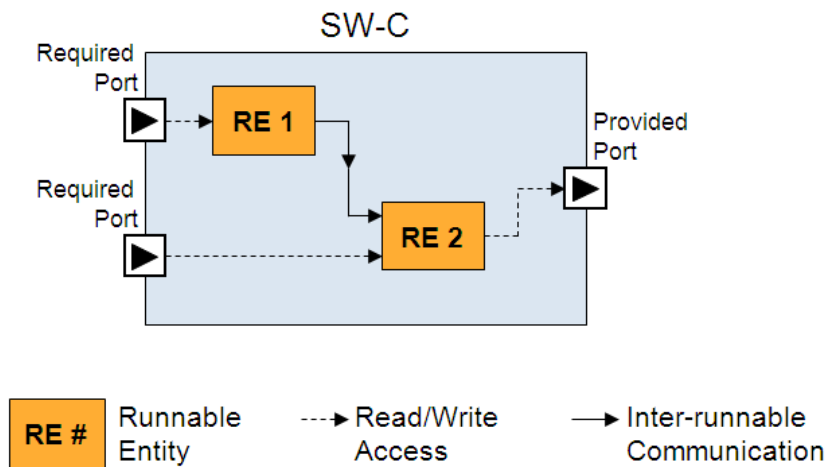 SW-C
Required
Port
RE 1
Provided
Port
Required
Port
RE 2
RE #
Runnable
Entity
Read/Write
Access
Inter-runnable
Communication